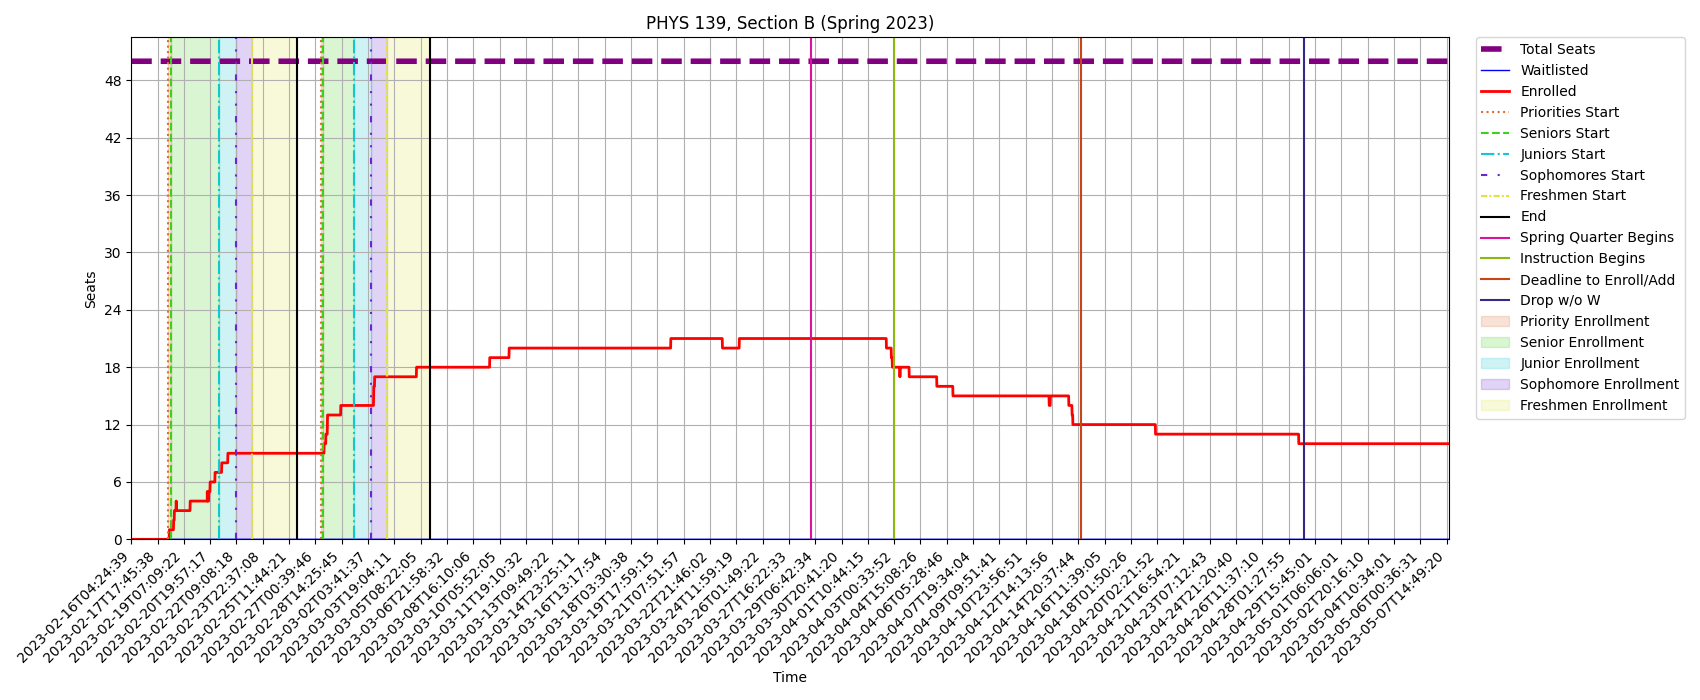 PHYS 139, Section B (Spring 2023)
Seats
48
42
36
30
24
18
12
6
0
2023-02-16T04:24:39
2023-02-17T17:45:38
2023-02-19T07:09:22
2023-02-20T19:57:17
2023-02-22T09:08:18
2023-02-23T22:37:08
2023-02-25T11:44:21
2023-02-27T00:39:46
2023-02-28T14:25:45
2023-03-02T03:41:37
2023-03-03T19:04:11
2023-03-05T08:22:05
2023-03-06T21:58:32
2023-03-08T16:10:06
2023-03-10T05:52:05
2023-03-11T19:10:32
2023-03-13T09:49:22
2023-03-14T23:25:11
2023-03-16T13:17:54
2023-03-18T03:30:38
2023-03-19T17:59:15
2023-03-21T07:51:57
2023-03-22T21:46:02
2023-03-24T11:59:19
2023-03-26T01:49:22
2023-03-27T16:22:33
2023-03-29T06:42:34
2023-03-30T20:41:20
2023-04-01T10:44:15
2023-04-03T00:33:52
2023-04-04T15:08:26
2023-04-06T05:28:46
2023-04-07T19:34:04
2023-04-09T09:51:41
2023-04-10T23:56:51
2023-04-12T14:13:56
2023-04-14T20:37:44
2023-04-16T11:39:05
2023-04-18T01:50:26
2023-04-20T02:21:52
2023-04-21T16:54:21
2023-04-23T07:12:43
2023-04-24T21:20:40
2023-04-26T11:37:10
2023-04-28T01:27:55
2023-04-29T15:45:01
2023-05-01T06:06:01
2023-05-02T20:16:10
2023-05-04T10:34:01
2023-05-06T00:36:31
2023-05-07T14:49:20
Time
Total Seats
Waitlisted
Enrolled
Priorities Start
Seniors Start
Juniors Start
Sophomores Start
Freshmen Start
End
Spring Quarter Begins
Instruction Begins
Deadline to Enroll/Add
Drop w/o W
Priority Enrollment
Senior Enrollment
Junior Enrollment
Sophomore Enrollment
Freshmen Enrollment